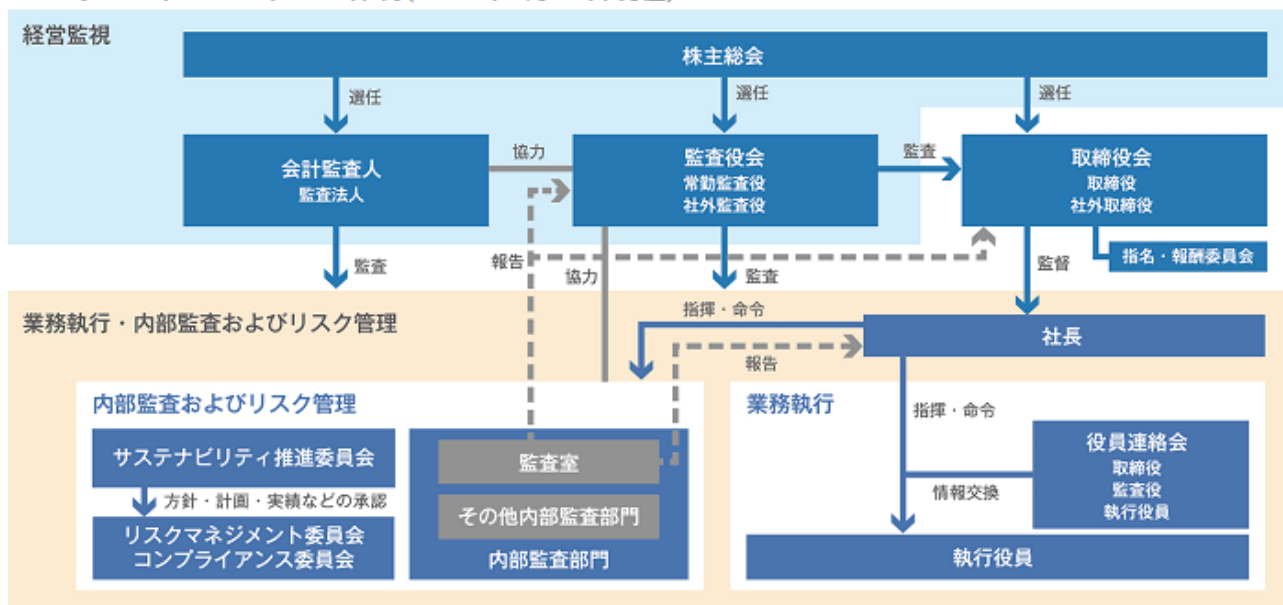 経営監視
株主総会
選任
選任
選任
会計監査人
監査法人
協力
監査役会
常勤監査役
社外監査役
監査
取締役会
取締役
社外取締役
指名・報酬委員会
監査
報告
協力
監査
監督
業務執行・内部監査およびリスク管理
指揮・命令
社長
報告
内部監査およびリスク管理
サステナビリティ推進委員会
方針・計画・実績などの承認
リスクマネジメント委員会
コンプライアンス委員会
監査室
その他内部監査部門
内部監査部門
業務執行
指揮・命令
役員連絡会
取締役
監査役
執行役員
情報交換
執行役員